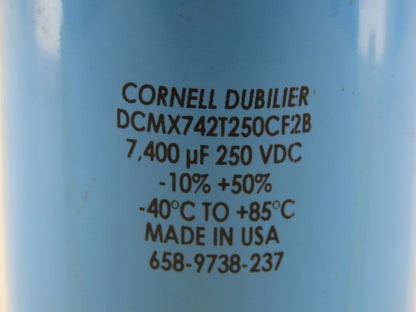 CORNELL DUBILIER
DCMX742T250CF2B
7,400 µF 250 VDC
-10% +50%
-40°C TO +85°C
MADE IN USA
658-9738-237